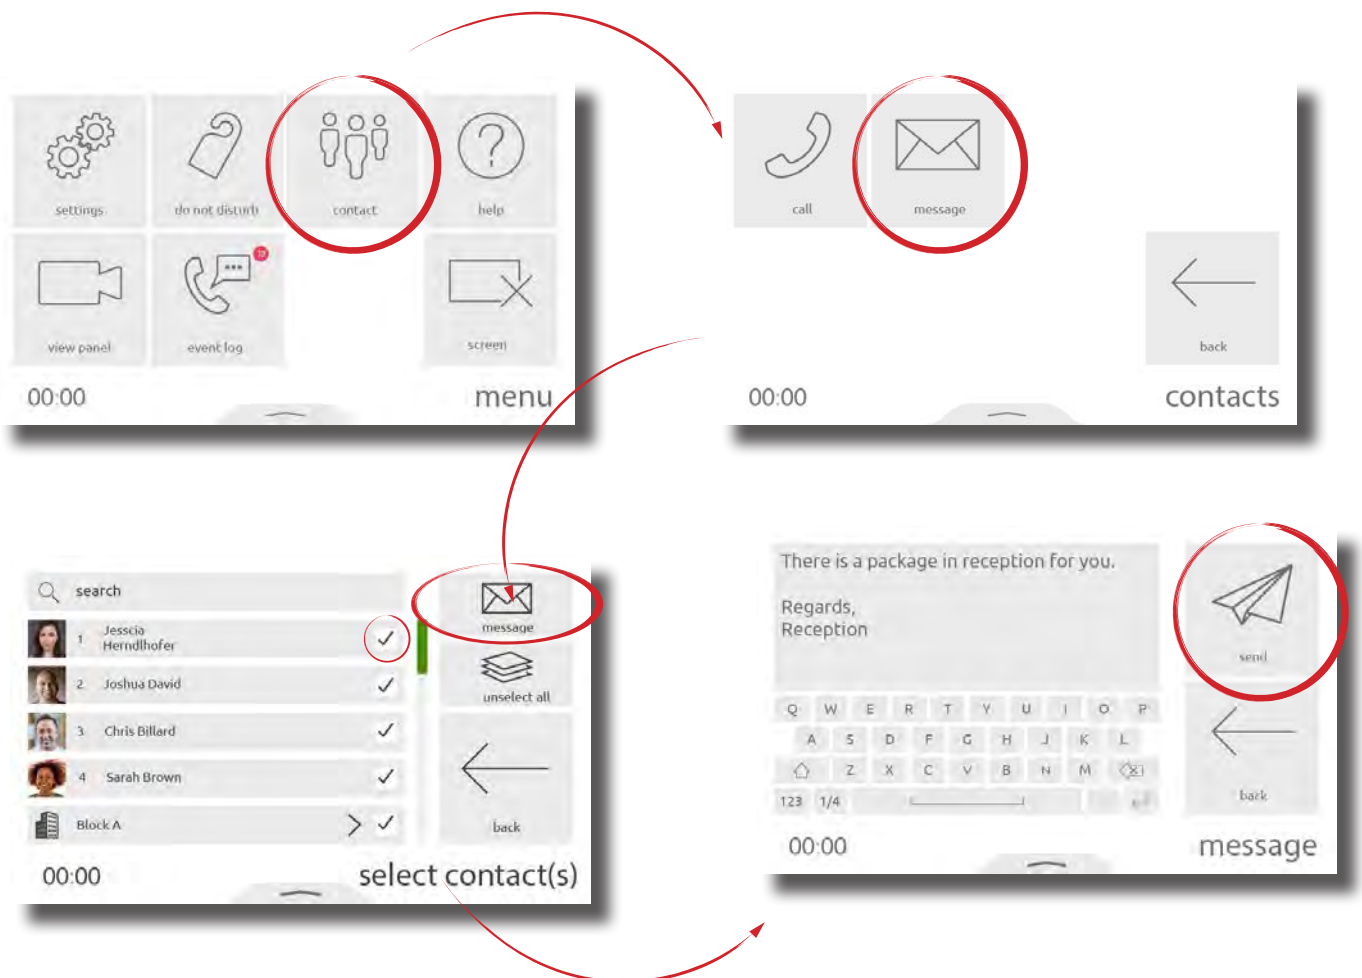 settings
do not disturb
contact
help
view panel
event log
screen
00:00
menu
call
message
back
00:00
contacts
search
1 Jesscia
Herndlhofer
2 Joshua David
3 Chris Billard
4 Sarah Brown
Block A
message
unselect all
back
00:00
select contact(s)
There is a package in reception for you.
Regards,
Reception
send
Q W E R T Y U I O P
A S D F G H J K L
Z X C V B N M
123 1/4
back
00:00
message